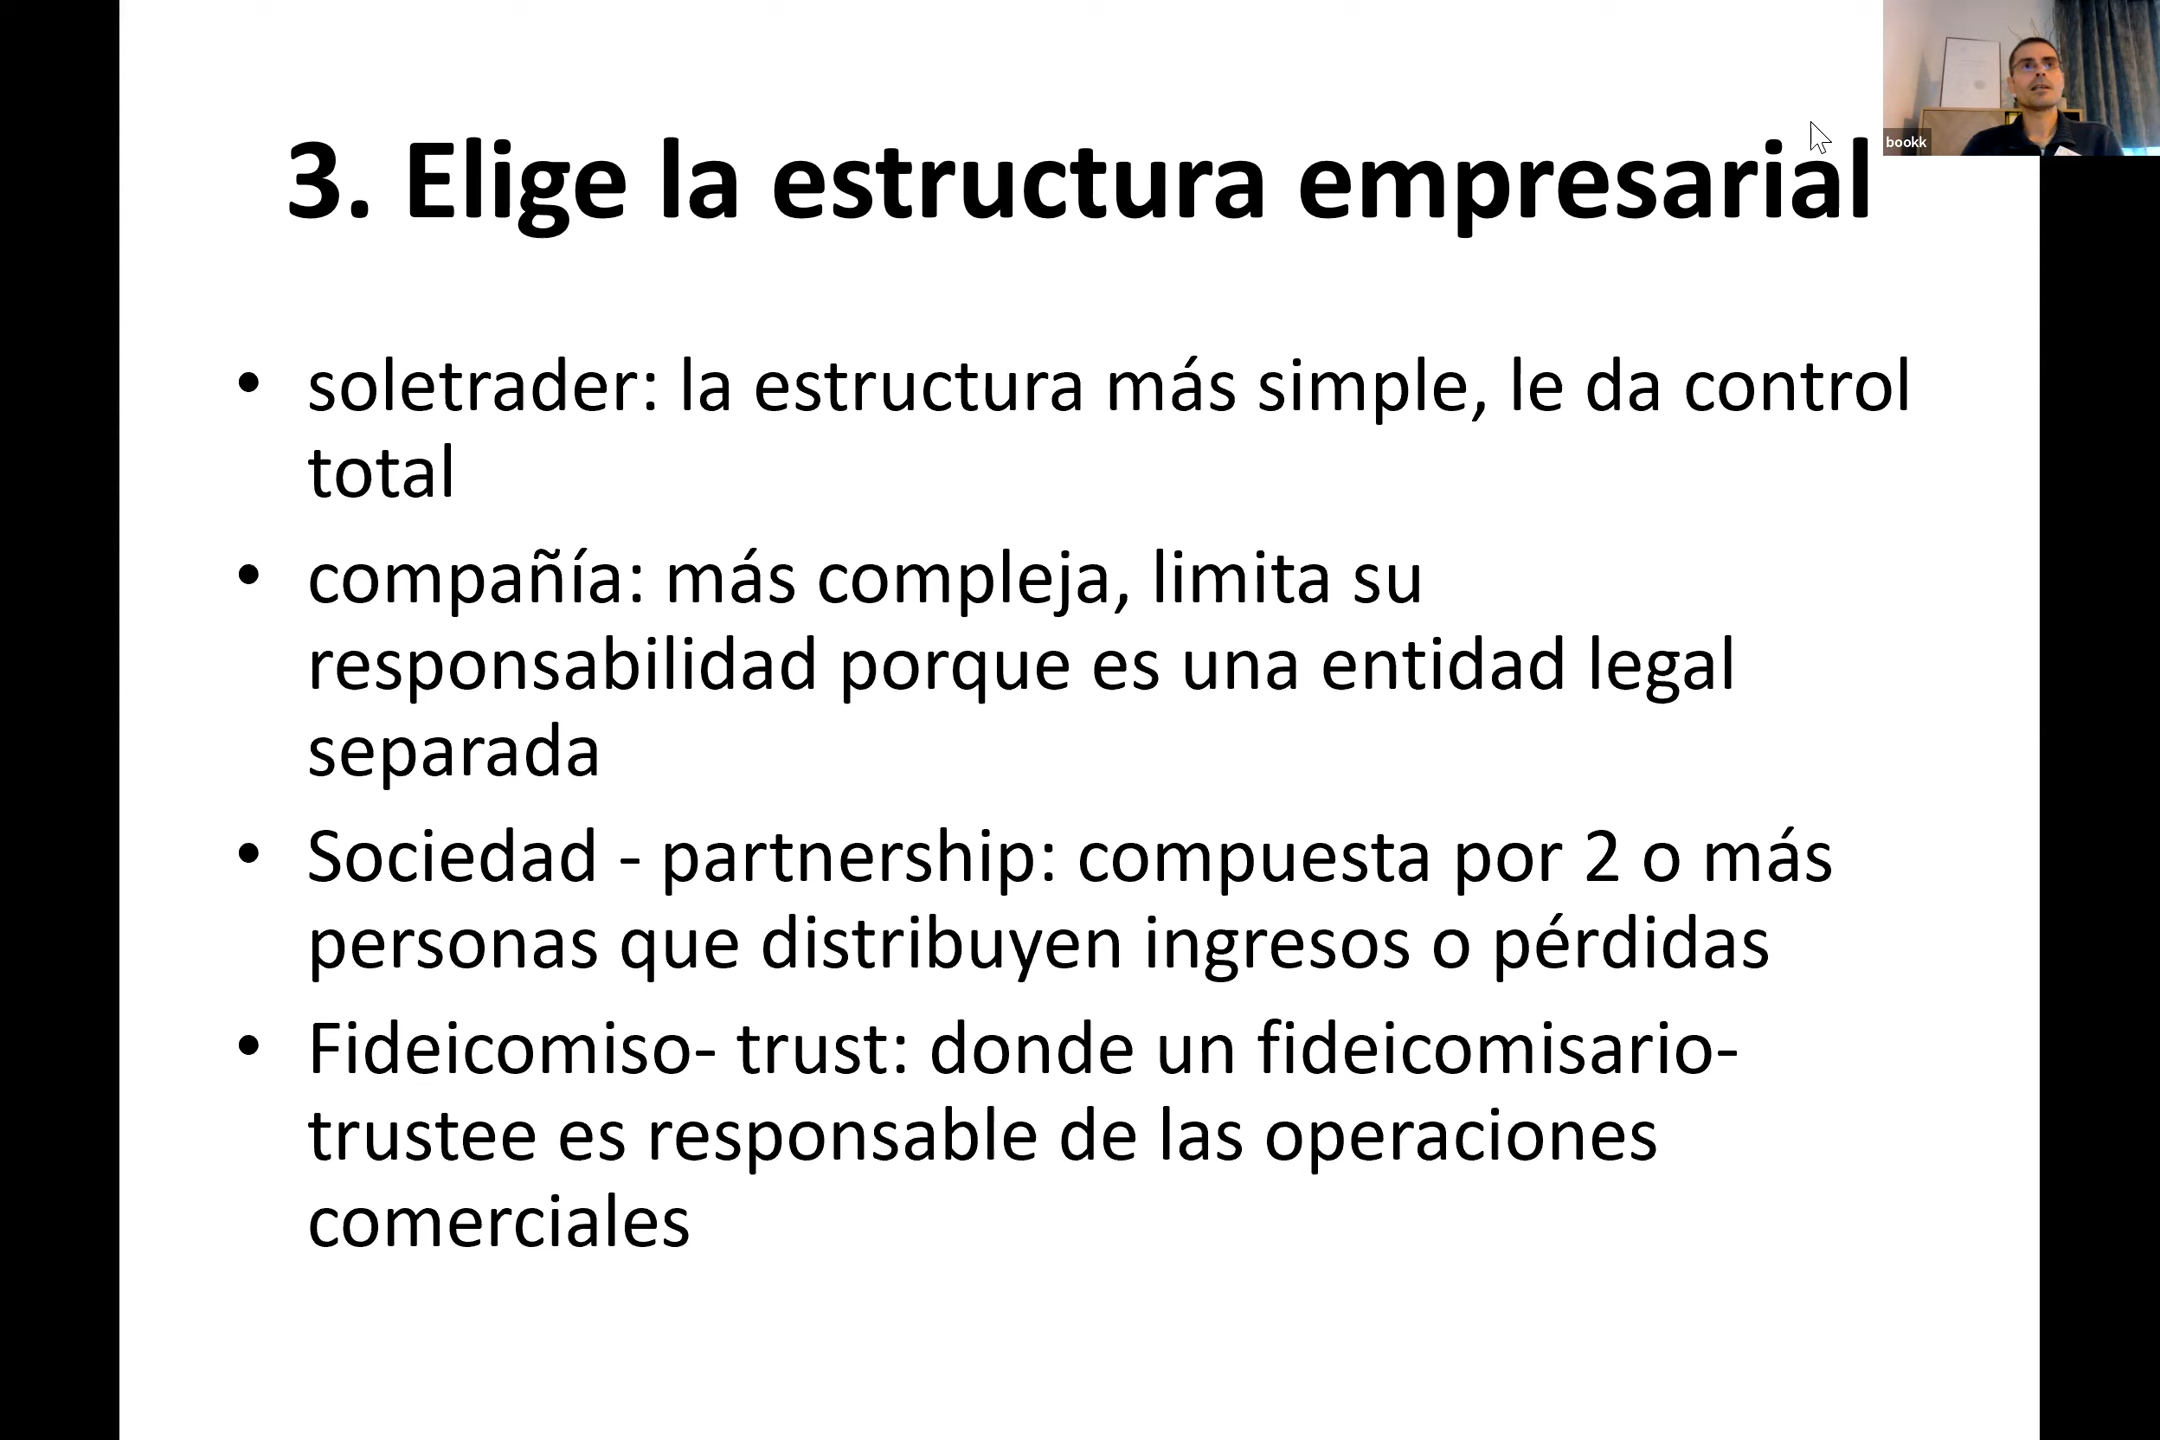 3. Elige la estructura empresarial
bookk
• soletrader: la estructura más simple, le da control
total
• compañía: más compleja, limita su
responsabilidad porque es una entidad legal
separada
• Sociedad - partnership: compuesta por 2 o más
personas que distribuyen ingresos o pérdidas
• Fideicomiso- trust: donde un fideicomisario-
trustee es responsable de las operaciones
comerciales